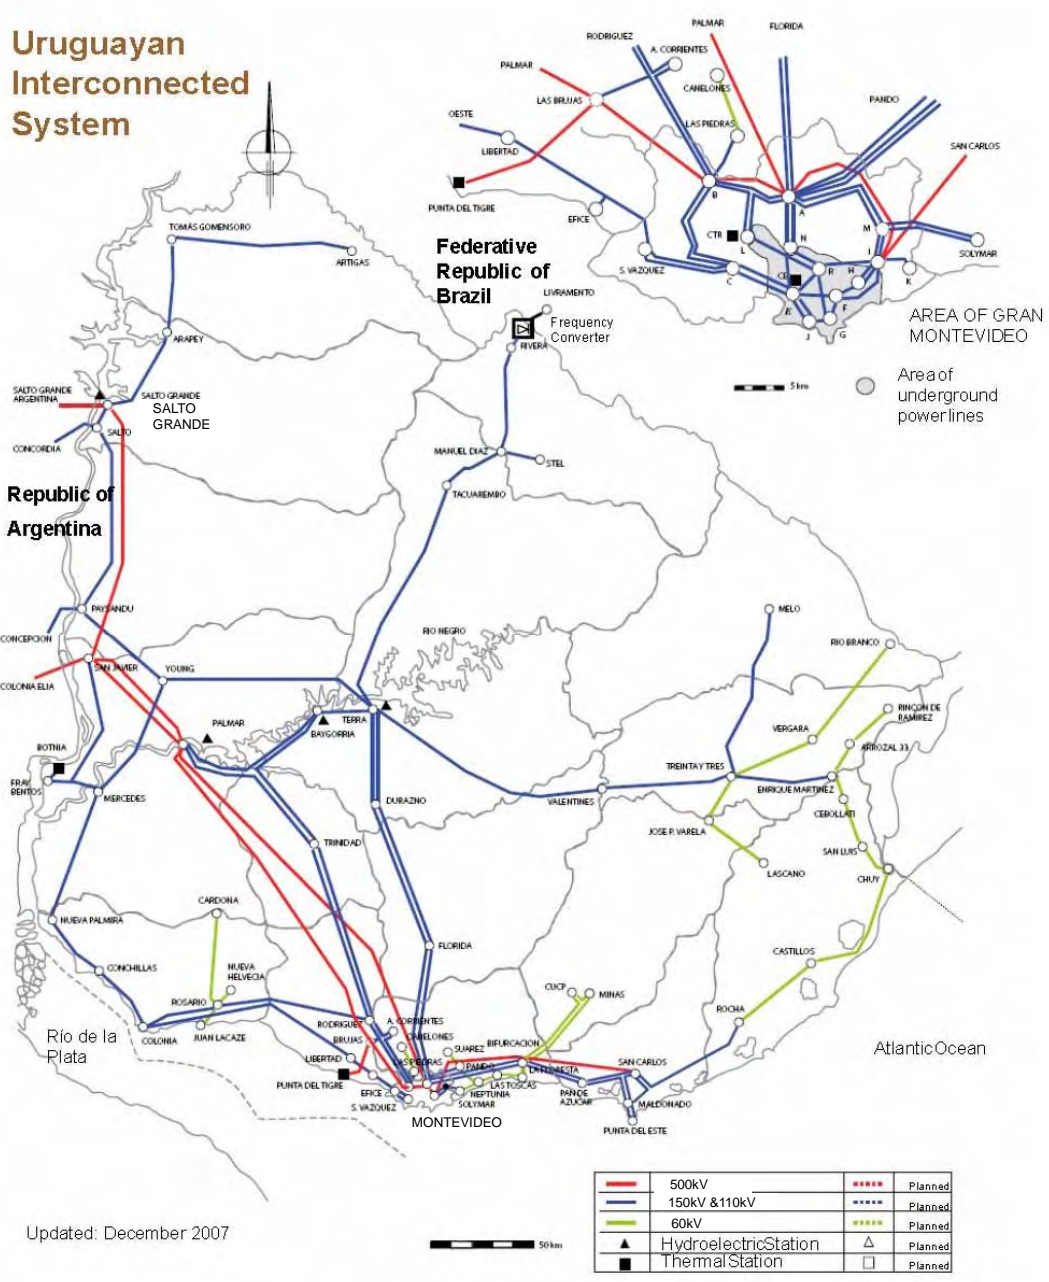 Uruguayan
Interconnected
System
RODRIGUEZ
PALMAR
FLORIDA
A. CORRIENTES
PALMAR
CANELONES
LAS BRUJAS
PANDO
OESTE
LAS PIEDRAS
LIBERTAD
SAN CARLOS
PUNTA DEL TIGRE
EFICE
B
A
M
CTR
L
N
SOLYMAR
S. VAZQUEZ
C
CB
R
H
I
K
E
F
J
G
AREA OF GRAN
MONTEVIDEO
5 km
Area of
underground
power lines
TOMÁS GOMENSORO
ARTIGAS
Federative
Republic of
Brazil
LIVRAMENTO
Frequency
Converter
RIVERA
ARAPEY
SALTO GRANDE
ARGENTINA
SALTO GRANDE
SALTO
GRANDE
SALTO
CONCORDIA
MANUEL DIAZ
STEL
TACUAREMBO
Republic of
Argentina
PAYSANDU
CONCEPCION
MELO
RIO NEGRO
RIO BRANCO
SAN JAVIER
YOUNG
COLONIA ELIA
PALMAR
TERRA
BAYGORRIA
RINCON DE
RAMIREZ
VERGARA
ARROZAL 33
BOTNIA
FRAY
BENTOS
MERCEDES
TREINTA Y TRES
ENRIQUE MARTINEZ
VALENTINES
DURAZNO
CEBOLLATI
JOSE P. VARELA
TRINIDAD
SAN LUIS
LASCANO
CHUY
CARDONA
NUEVA PALMIRA
FLORIDA
CASTILLOS
CONCHILLAS
NUEVA
HELVECIA
CUCP
MINAS
ROSARIO
ROCHA
Río de la
Plata
COLONIA
JUAN LACAZE
RODRIGUEZ
A. CORRIENTES
BRUJAS
CANELONES
SUAREZ
BIFURCACION
Atlantic Ocean
LIBERTAD
LAS PIEDRAS
PANDO
LA FLORESTA
SAN CARLOS
PUNTA DEL TIGRE
EFICE
NEPTUNIA
LAS TOSCAS
PAN DE
AZUCAR
MALDONADO
S. VAZQUEZ
SOLYMAR
MONTEVIDEO
PUNTA DEL ESTE
500kV
Planned
150kV &110kV
Planned
60kV
Planned
HydroelectricStation
Planned
ThermalStation
Planned
Updated: December 2007
50 km